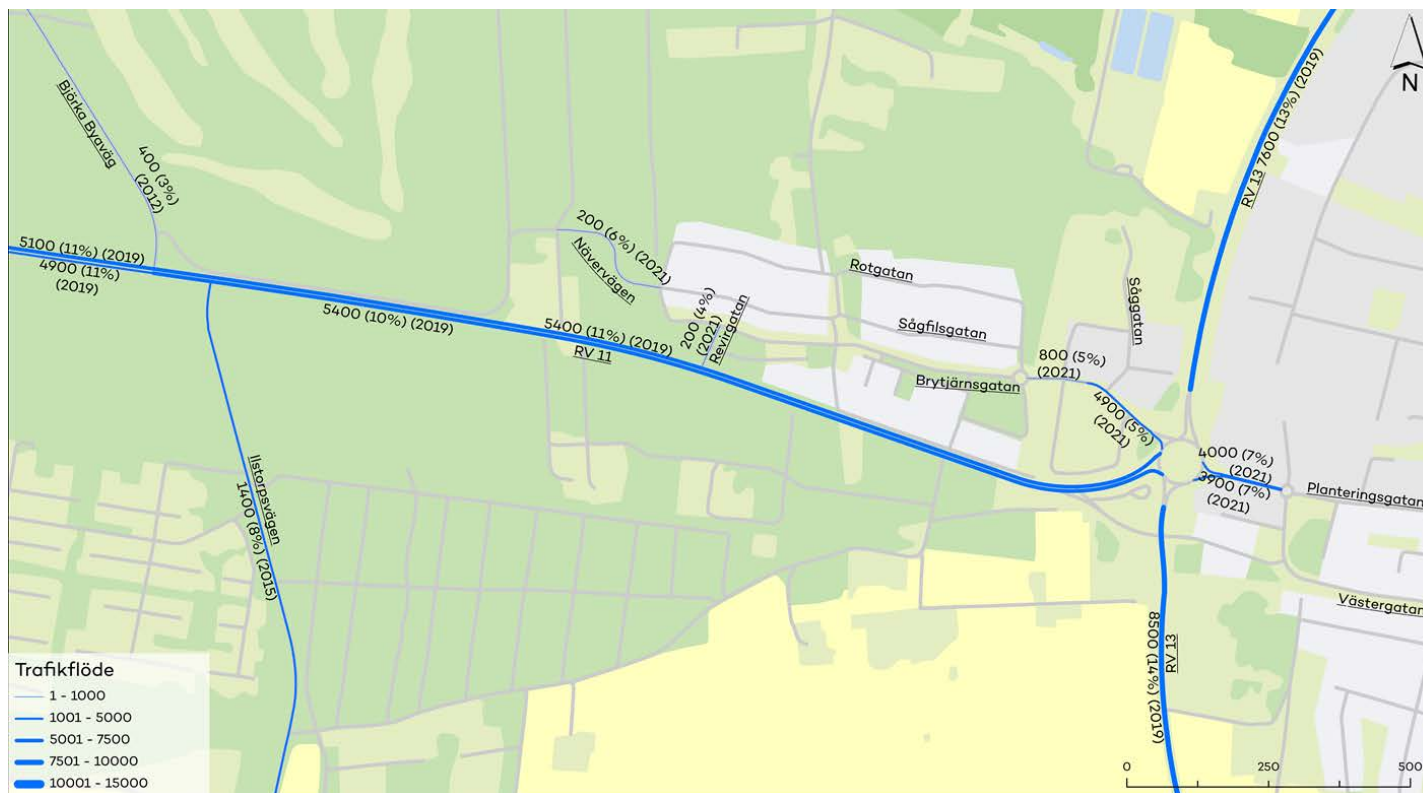 N
RV 13 7600 (13%) (2019)
Björka Byaväg
400 (3%)
(2012)
5100 (11%) (2019)
4900 (11%)
(2019)
200 (6%) (2021)
Nävervägen
Rotgatan
Såggatan
5400 (10%) (2019)
5400 (11%) (2019)
RV 11
200 (4%)
(2021)
Revirgatan
Sågfilsgatan
800 (5%)
(2021)
Brytjärnsgatan
4900 (5%)
(2021)
4000 (7%)
(2021)
3900 (7%)
(2021)
Planteringsgatan
Ilstorpsvägen
1400 (8%) (2015)
Västergatan
8500 (14%) (2019)
RV 13
Trafikflöde
1 - 1000
1001 - 5000
5001 - 7500
7501 - 10000
10001 - 15000
0 250 500